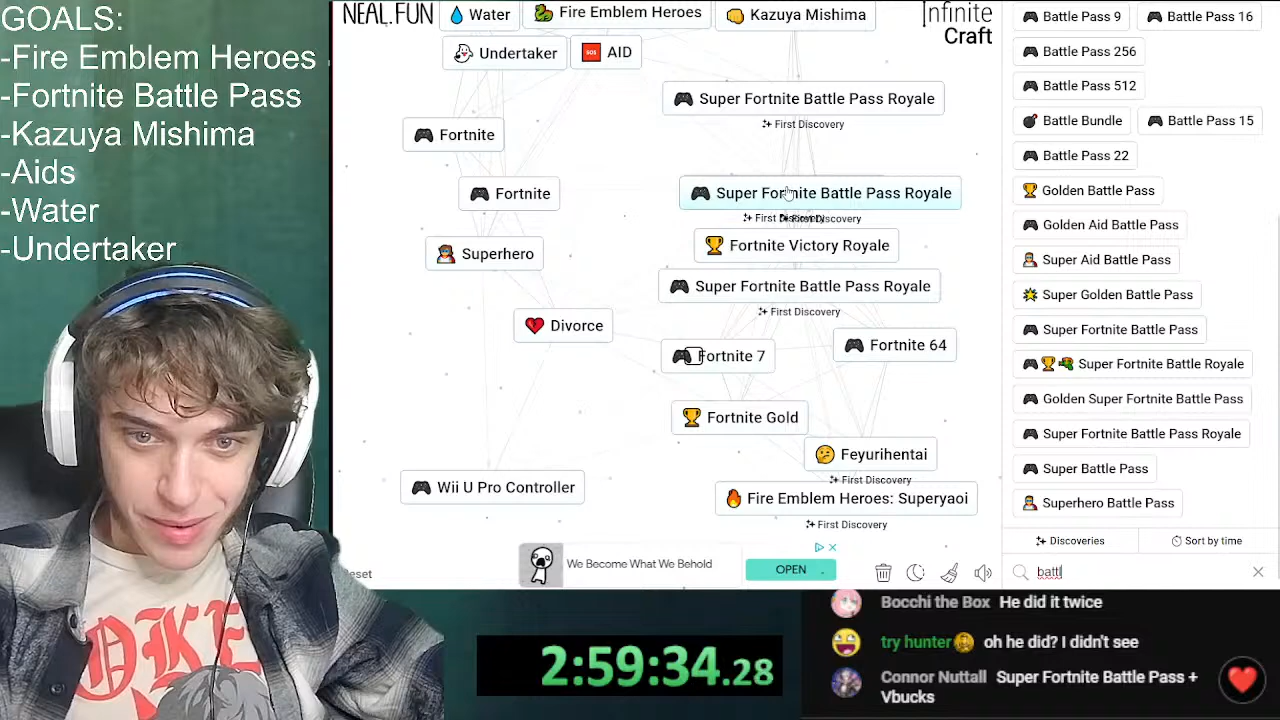 GOALS:
-Fire Emblem Heroes
-Fortnite Battle Pass
-Kazuya Mishima
-Aids
-Water
-Undertaker
NEAL.FUN
Infinite
Craft
Water
Fire Emblem Heroes
Kazuya Mishima
Undertaker
AID
Super Fortnite Battle Pass Royale
First Discovery
Fortnite
Fortnite
Super Fortnite Battle Pass Royale
First Discovery
Fortnite Victory Royale
Superhero
Super Fortnite Battle Pass Royale
First Discovery
Divorce
Fortnite 7
Fortnite 64
Fortnite Gold
Feyurihentai
First Discovery
Wii U Pro Controller
Fire Emblem Heroes: Superyaoi
First Discovery
We Become What We Behold
OPEN
eset
Battle Pass 9
Battle Pass 16
Battle Pass 256
Battle Pass 512
Battle Bundle
Battle Pass 15
Battle Pass 22
Golden Battle Pass
Golden Aid Battle Pass
Super Aid Battle Pass
Super Golden Battle Pass
Super Fortnite Battle Pass
Super Fortnite Battle Royale
Golden Super Fortnite Battle Pass
Super Fortnite Battle Pass Royale
Super Battle Pass
Superhero Battle Pass
Discoveries
Sort by time
battl
2:59:34.28
Bocchi the Box He did it twice
try hunter oh he did? I didn't see
Connor Nuttall Super Fortnite Battle Pass +
Vbucks